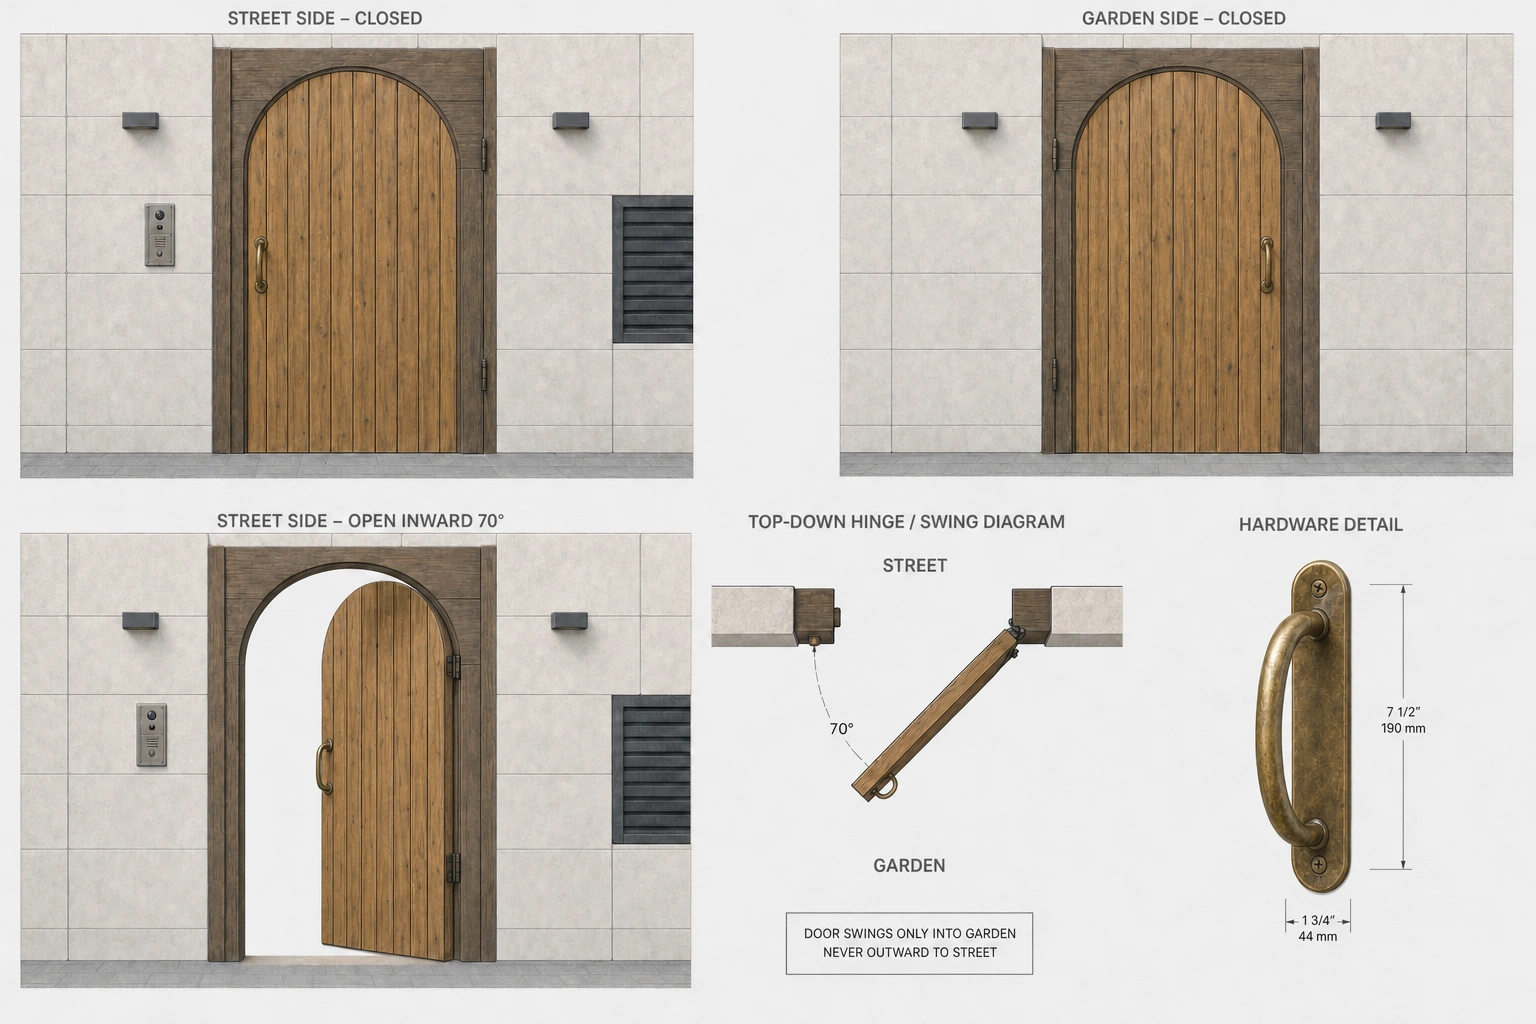 STREET SIDE – CLOSED
GARDEN SIDE – CLOSED
STREET SIDE – OPEN INWARD 70°
TOP-DOWN HINGE / SWING DIAGRAM
STREET
70°
GARDEN
DOOR SWINGS ONLY INTO GARDEN
NEVER OUTWARD TO STREET
HARDWARE DETAIL
7 1/2"
190 mm
1 3/4"
44 mm